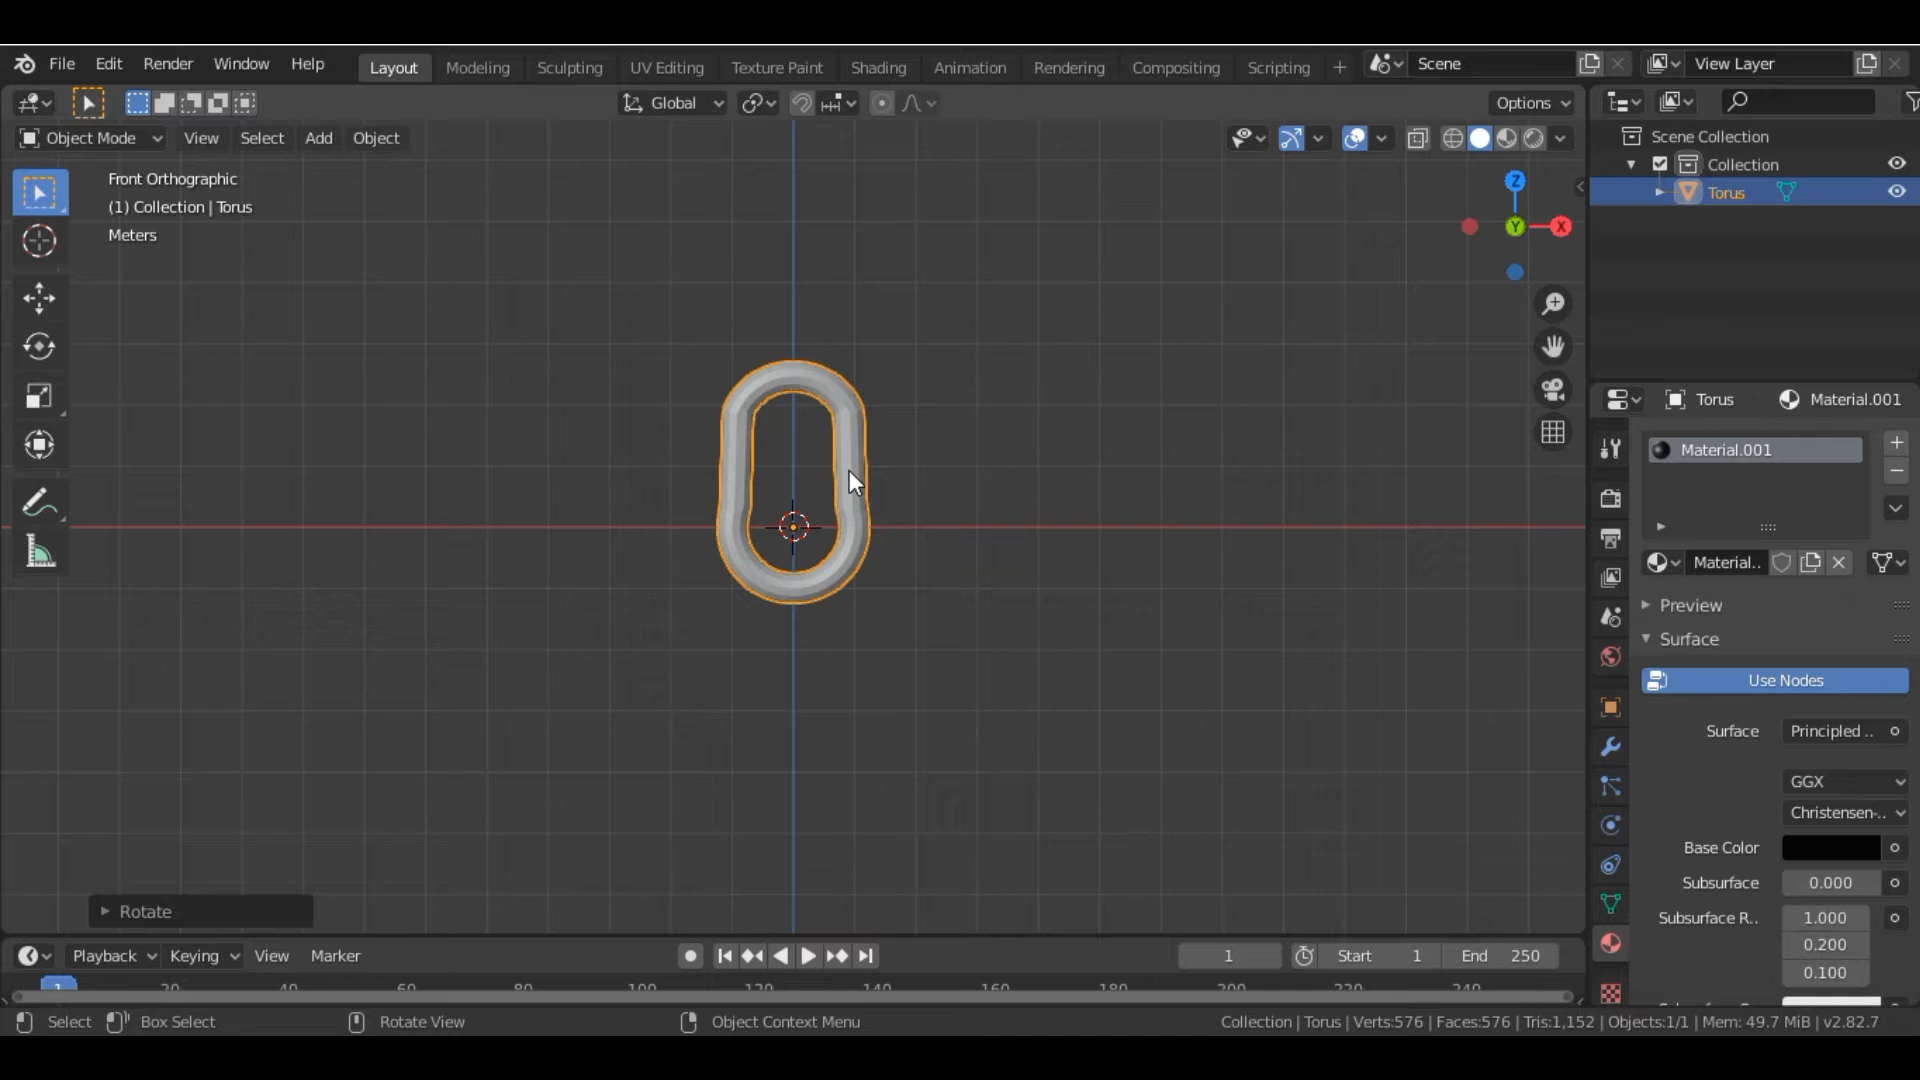 File Edit Render Window Help Layout Modeling Sculpting UV Editing Texture Paint Shading Animation Rendering Compositing Scripting + Scene View Layer
Global Options
Object Mode View Select Add Object
Scene Collection
Collection
Torus
Front Orthographic
(1) Collection | Torus
Meters
Z
Y
X
Torus Material.001
Material.001
Material..
Preview
Surface
Use Nodes
Surface Principled ..
GGX
Christensen-..
Base Color
Subsurface 0.000
Subsurface R.. 1.000
0.200
0.100
Rotate
Playback Keying View Marker 1 Start 1 End 250
1 20 40 60 80 100 120 140 160 180 200 220 240
Select Box Select Rotate View Object Context Menu Collection | Torus | Verts:576 | Faces:576 | Tris:1,152 | Objects:1/1 | Mem: 49.7 MiB | v2.82.7